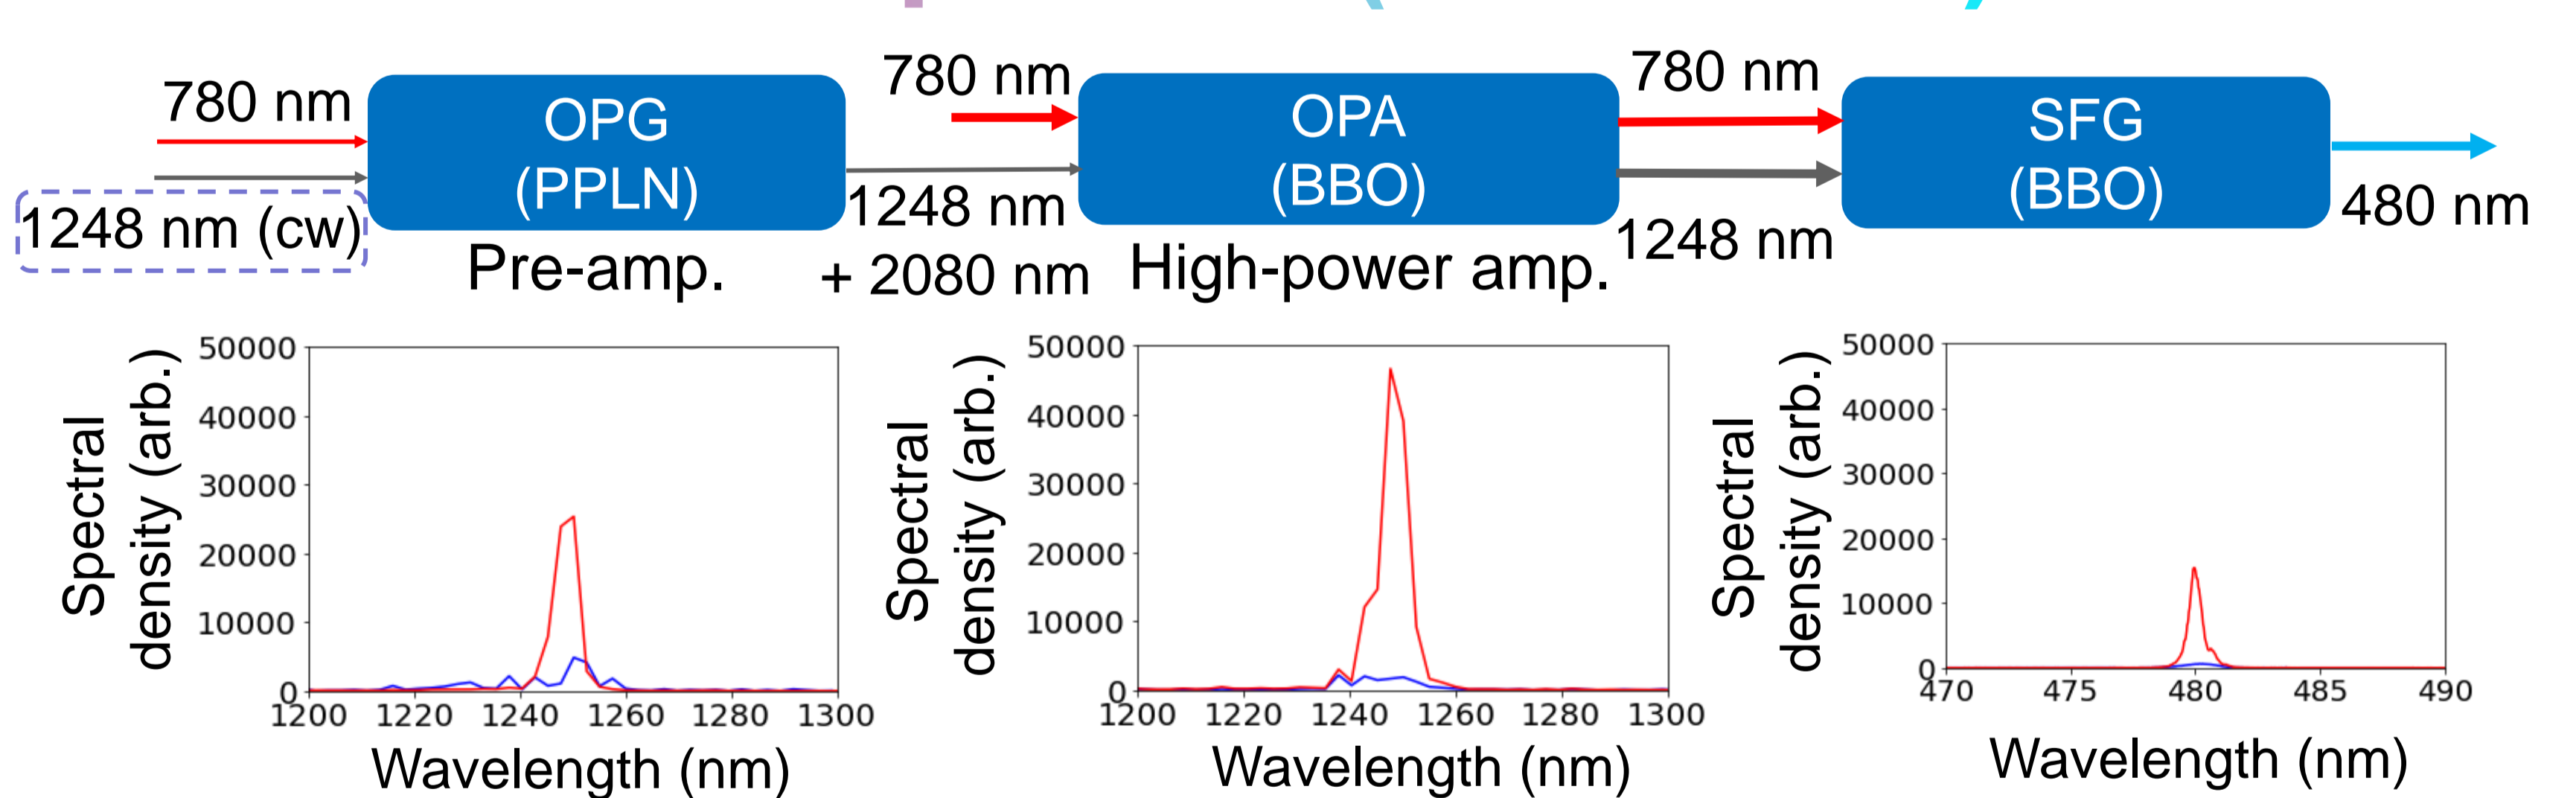 780 nm
1248 nm (cw)
OPG
(PPLN)
Pre-amp.
780 nm
1248 nm
+ 2080 nm
OPA
(BBO)
High-power amp.
780 nm
1248 nm
SFG
(BBO)
480 nm
Spectral
density (arb.)
50000
40000
30000
20000
10000
0
1200 1220 1240 1260 1280 1300
Wavelength (nm)
Spectral
density (arb.)
50000
40000
30000
20000
10000
0
1200 1220 1240 1260 1280 1300
Wavelength (nm)
Spectral
density (arb.)
50000
40000
30000
20000
10000
0
470 475 480 485 490
Wavelength (nm)